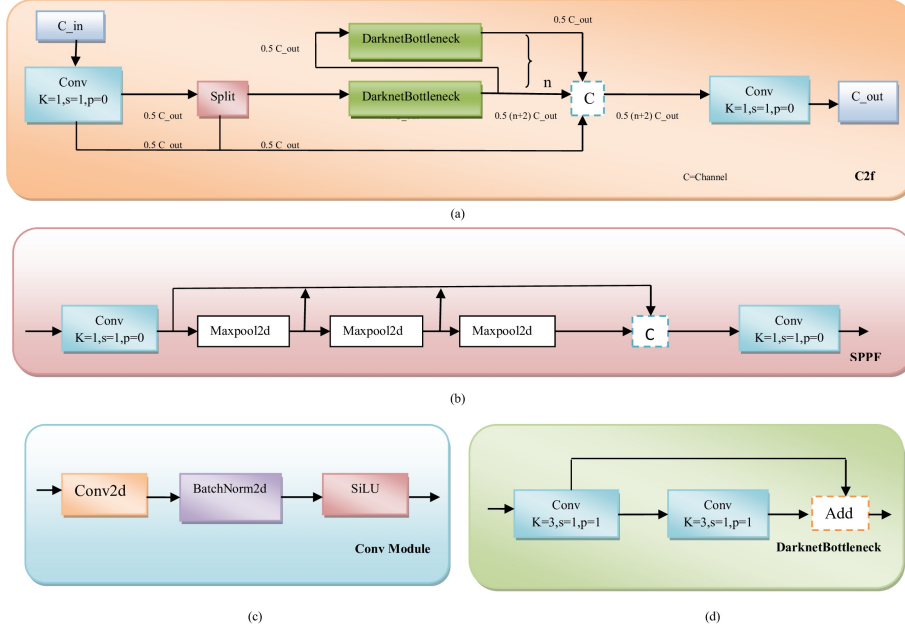 C_in
Conv
K=1,s=1,p=0
0.5 C_out
Split
0.5 C_out
DarknetBottleneck
DarknetBottleneck
0.5 C_out
n
C
0.5 (n+2) C_out
0.5 (n+2) C_out
Conv
K=1,s=1,p=0
C_out
0.5 C_out
0.5 C_out
C=Channel
C2f
(a)
Conv
K=1,s=1,p=0
Maxpool2d
Maxpool2d
Maxpool2d
C
Conv
K=1,s=1,p=0
SPPF
(b)
Conv2d
BatchNorm2d
SiLU
Conv Module
(c)
Conv
K=3,s=1,p=1
Conv
K=3,s=1,p=1
Add
DarknetBottleneck
(d)